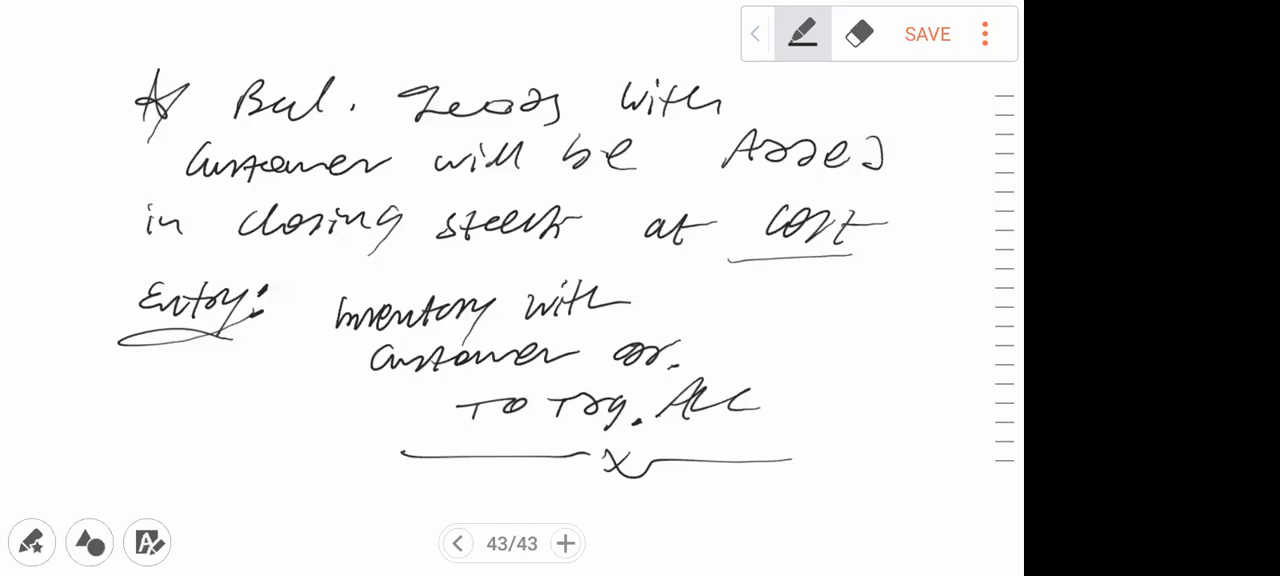 SAVE
Bal. Goods with
Customer will be Added
in closing stock at cost
Entry: Inventory with
Customer Dr.
TO Trg. A/C
43/43